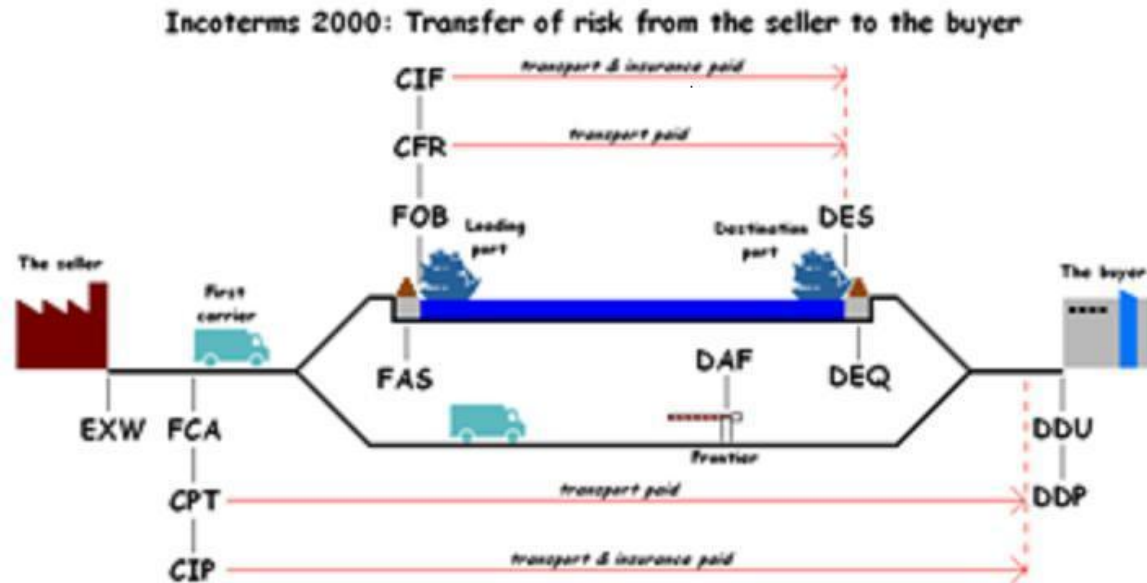 Incoterms 2000: Transfer of risk from the seller to the buyer
CIF
transport & insurance paid
CFR
transport paid
FOB
Loading
port
Destination
port
DES
The seller
First
carrier
The buyer
FAS
DAF
DEQ
EXW
FCA
Frontier
DDU
CPT
transport paid
DDP
CIP
transport & insurance paid